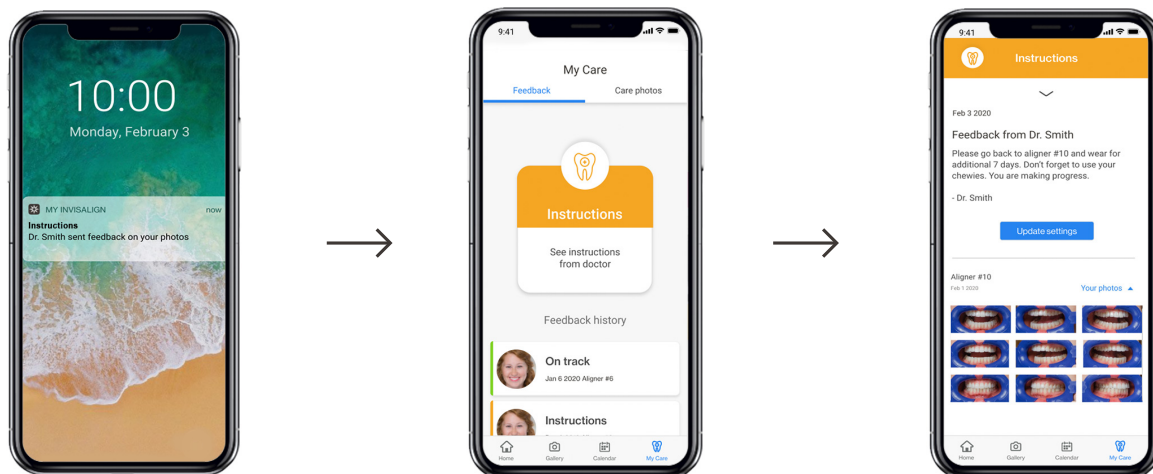 10:00
Monday, February 3
MY INVISALIGN now
Instructions
Dr. Smith sent feedback on your photos
9:41
My Care
Feedback Care photos
Instructions
See instructions
from doctor
Feedback history
On track
Jan 6 2020 Aligner #6
Instructions
Home Gallery Calendar My Care
9:41
Instructions
Feb 3 2020
Feedback from Dr. Smith
Please go back to aligner #10 and wear for
additional 7 days. Don't forget to use your
chewies. You are making progress.
- Dr. Smith
Update settings
Aligner #10
Feb 1 2020 Your photos
Home Gallery Calendar My Care